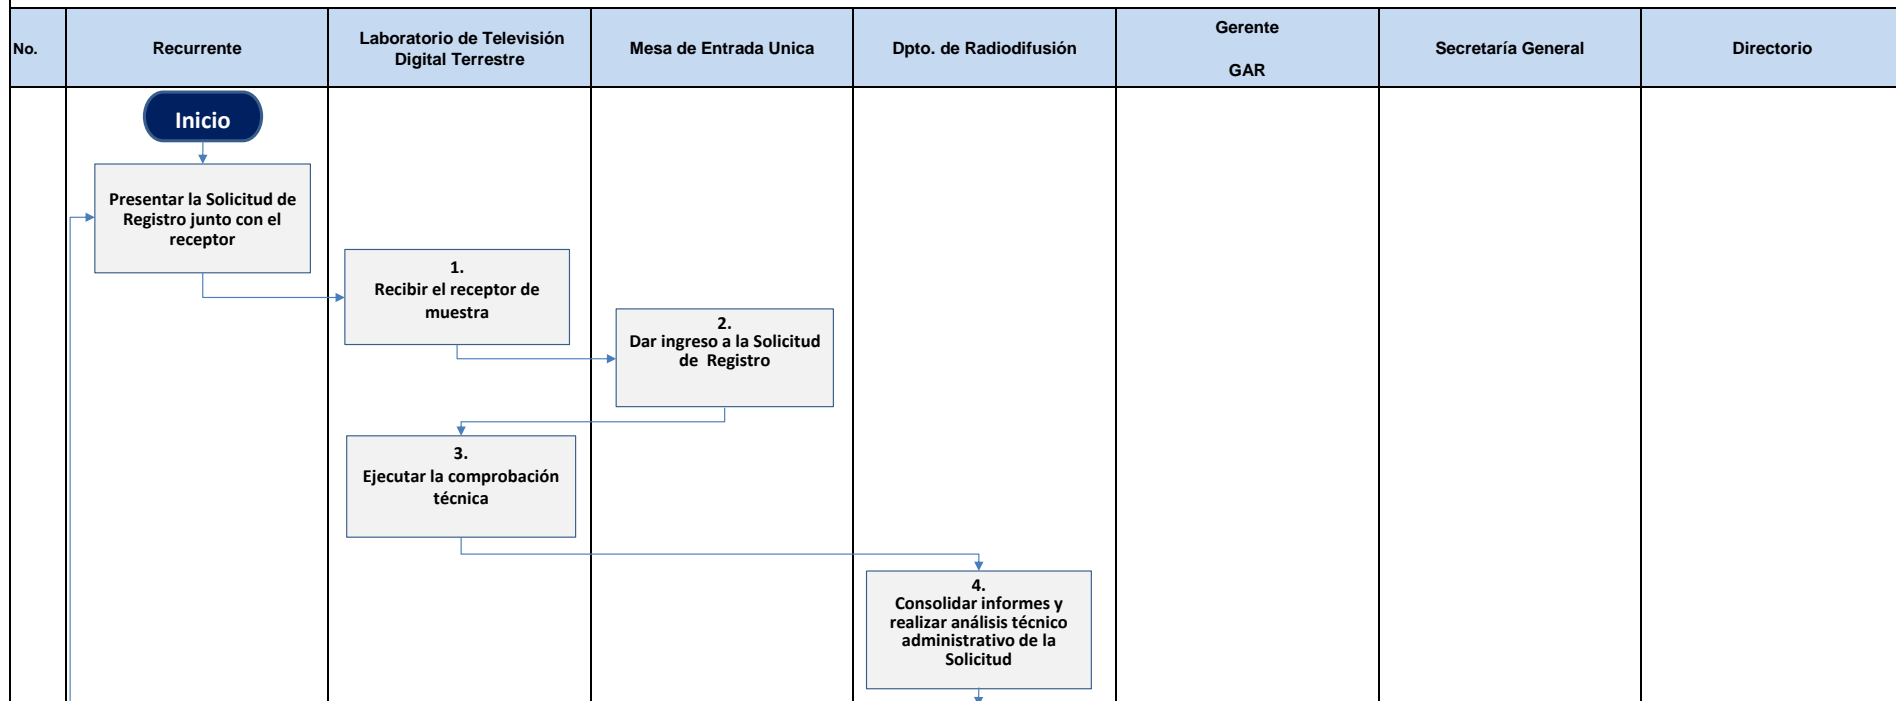 No.
Recurrente
Laboratorio de Televisión
Digital Terrestre
Mesa de Entrada Unica
Dpto. de Radiodifusión
Gerente
GAR
Secretaría General
Directorio
Inicio
Presentar la Solicitud de
Registro junto con el
receptor
1.
Recibir el receptor de
muestra
2.
Dar ingreso a la Solicitud
de Registro
3.
Ejecutar la comprobación
técnica
4.
Consolidar informes y
realizar análisis técnico
administrativo de la
Solicitud